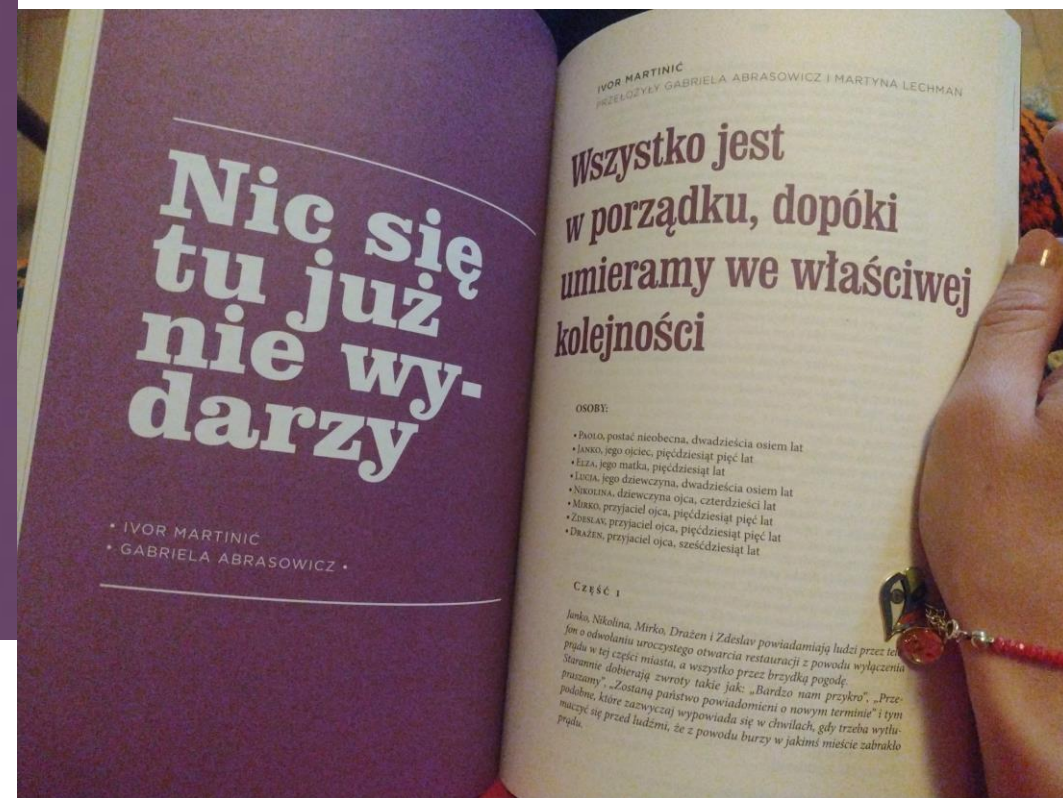 Nic się
tu już
nie wy-
darzy
• IVOR MARTINIĆ
• GABRIELA ABRASOWICZ •
IVOR MARTINIĆ
PRZEŁOŻYŁY GABRIELA ABRASOWICZ I MARTYNA LECHMAN
Wszystko jest
w porządku, dopóki
umieramy we właściwej
kolejności
OSOBY:
• PAOLO, postać nieobecna, dwadzieścia osiem lat
• JANKO, jego ojciec, pięćdziesiąt pięć lat
• ELZA, jego matka, pięćdziesiąt lat
• LUCJA, jego dziewczyna, dwadzieścia osiem lat
• NIKOLINA, dziewczyna ojca, czterdzieści lat
• MIRKO, przyjaciel ojca, pięćdziesiąt pięć lat
• ZDESLAV, przyjaciel ojca, pięćdziesiąt pięć lat
• DRAŽEN, przyjaciel ojca, sześćdziesiąt lat
CZĘŚĆ 1
Janko, Nikolina, Mirko, Dražen i Zdeslav powiadamiają ludzi przez tele-
fon o odwołaniu uroczystego otwarcia restauracji z powodu wyłączenia
prądu w tej części miasta, a wszystko przez brzydką pogodę.
Starannie dobierają zwroty takie jak: „Bardzo nam przykro”, „Prze-
praszamy”, „Zostaną państwo powiadomieni o nowym terminie” i tym
podobne, które zazwyczaj wypowiada się w chwilach, gdy trzeba wytłu-
maczyć się przed ludźmi, że z powodu burzy w jakimś mieście zabrakło
prądu.